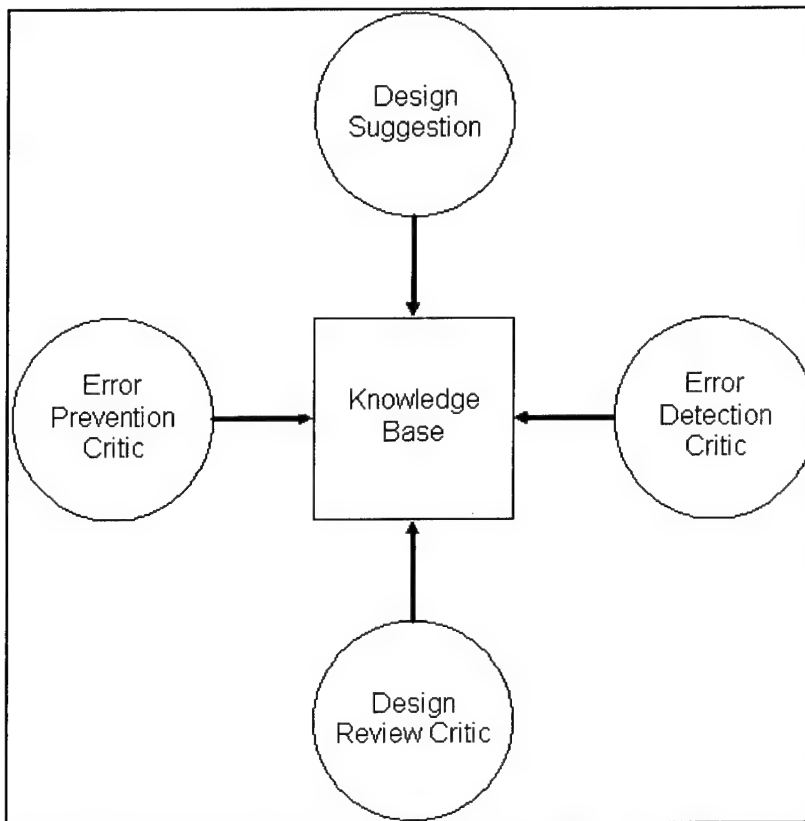 Design
Suggestion
Error
Prevention
Critic
Knowledge
Base
Error
Detection
Critic
Design
Review Critic